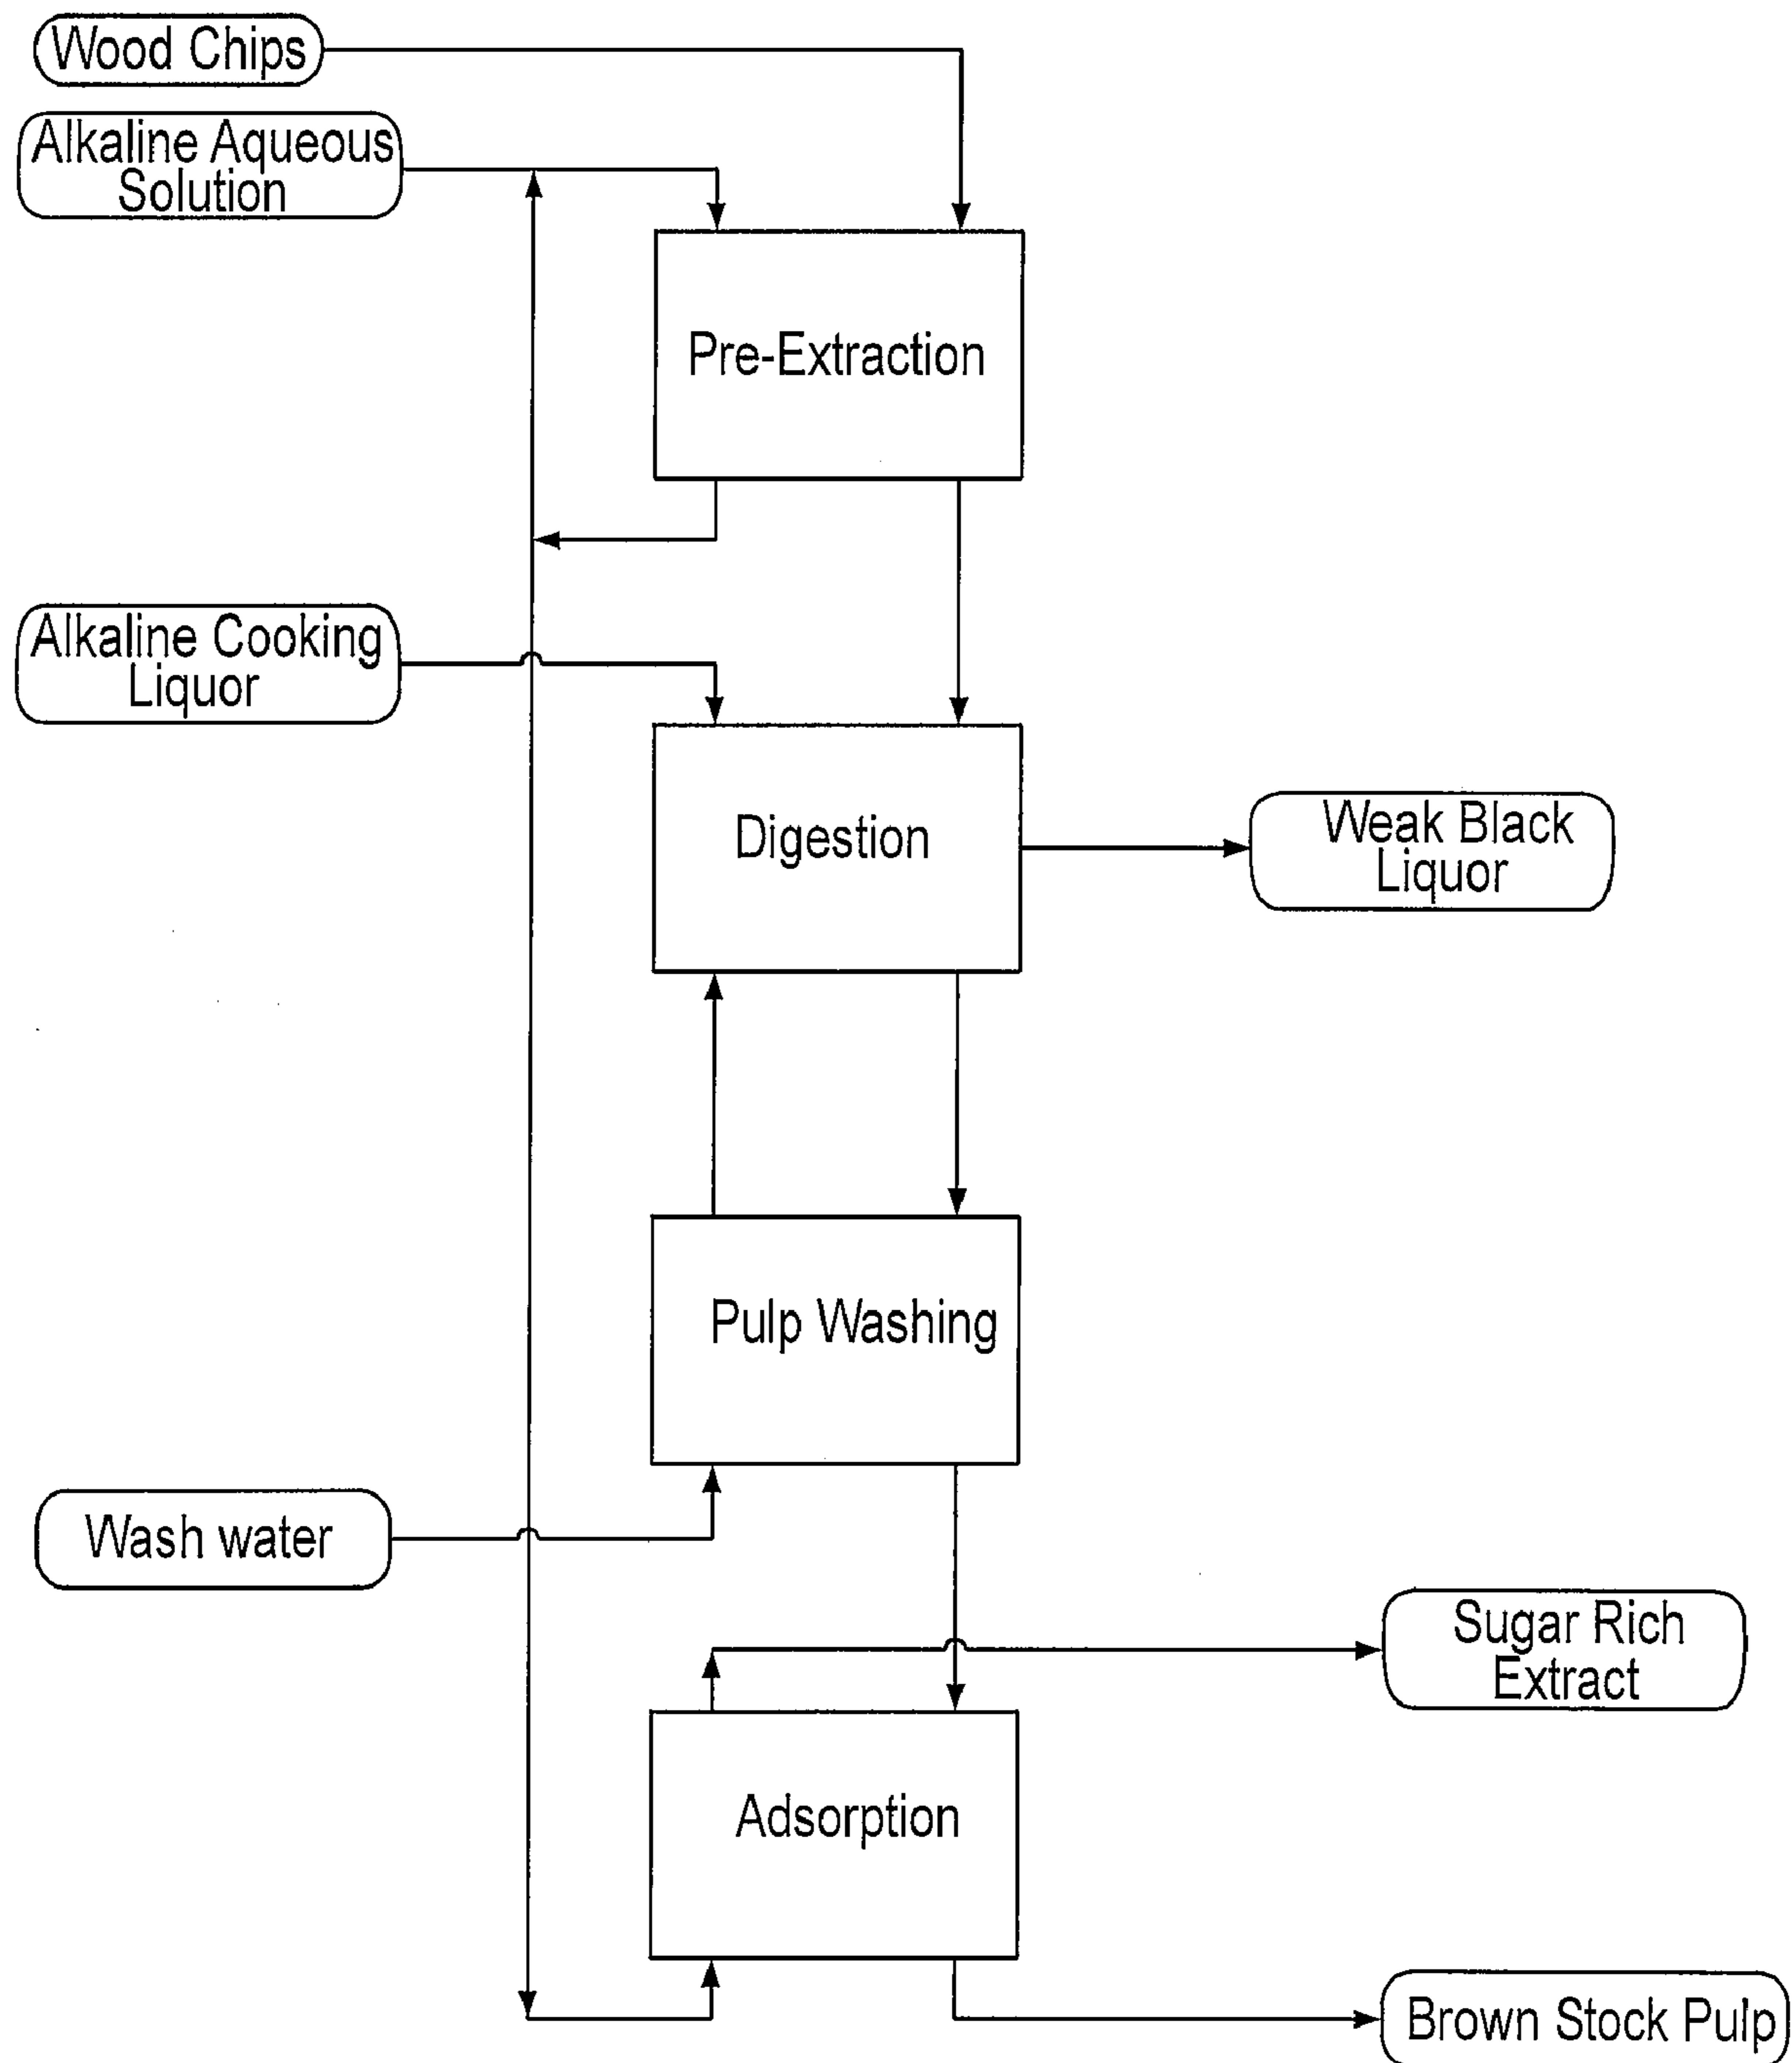 Wood Chips
Alkaline Aqueous
Solution
Pre-Extraction
Alkaline Cooking
Liquor
Digestion
Weak Black
Liquor
Pulp Washing
Wash water
Sugar Rich
Extract
Adsorption
Brown Stock Pulp